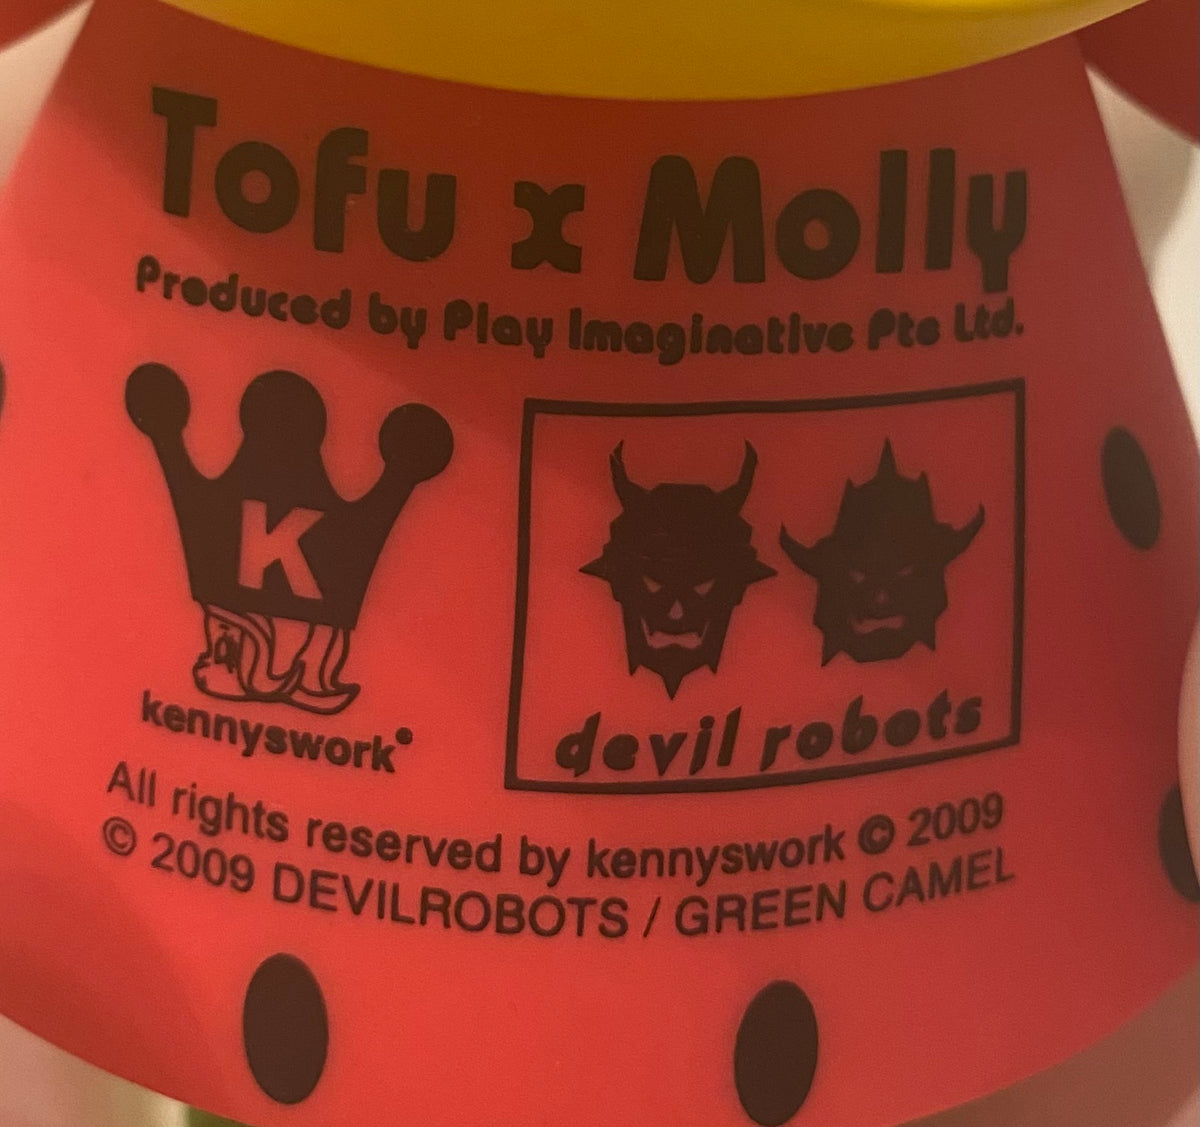 Tofu x Molly
Produced by Play Imaginative Pte Ltd.
K
kennyswork
devil robots
All rights reserved by kennyswork © 2009
© 2009 DEVILROBOTS / GREEN CAMEL